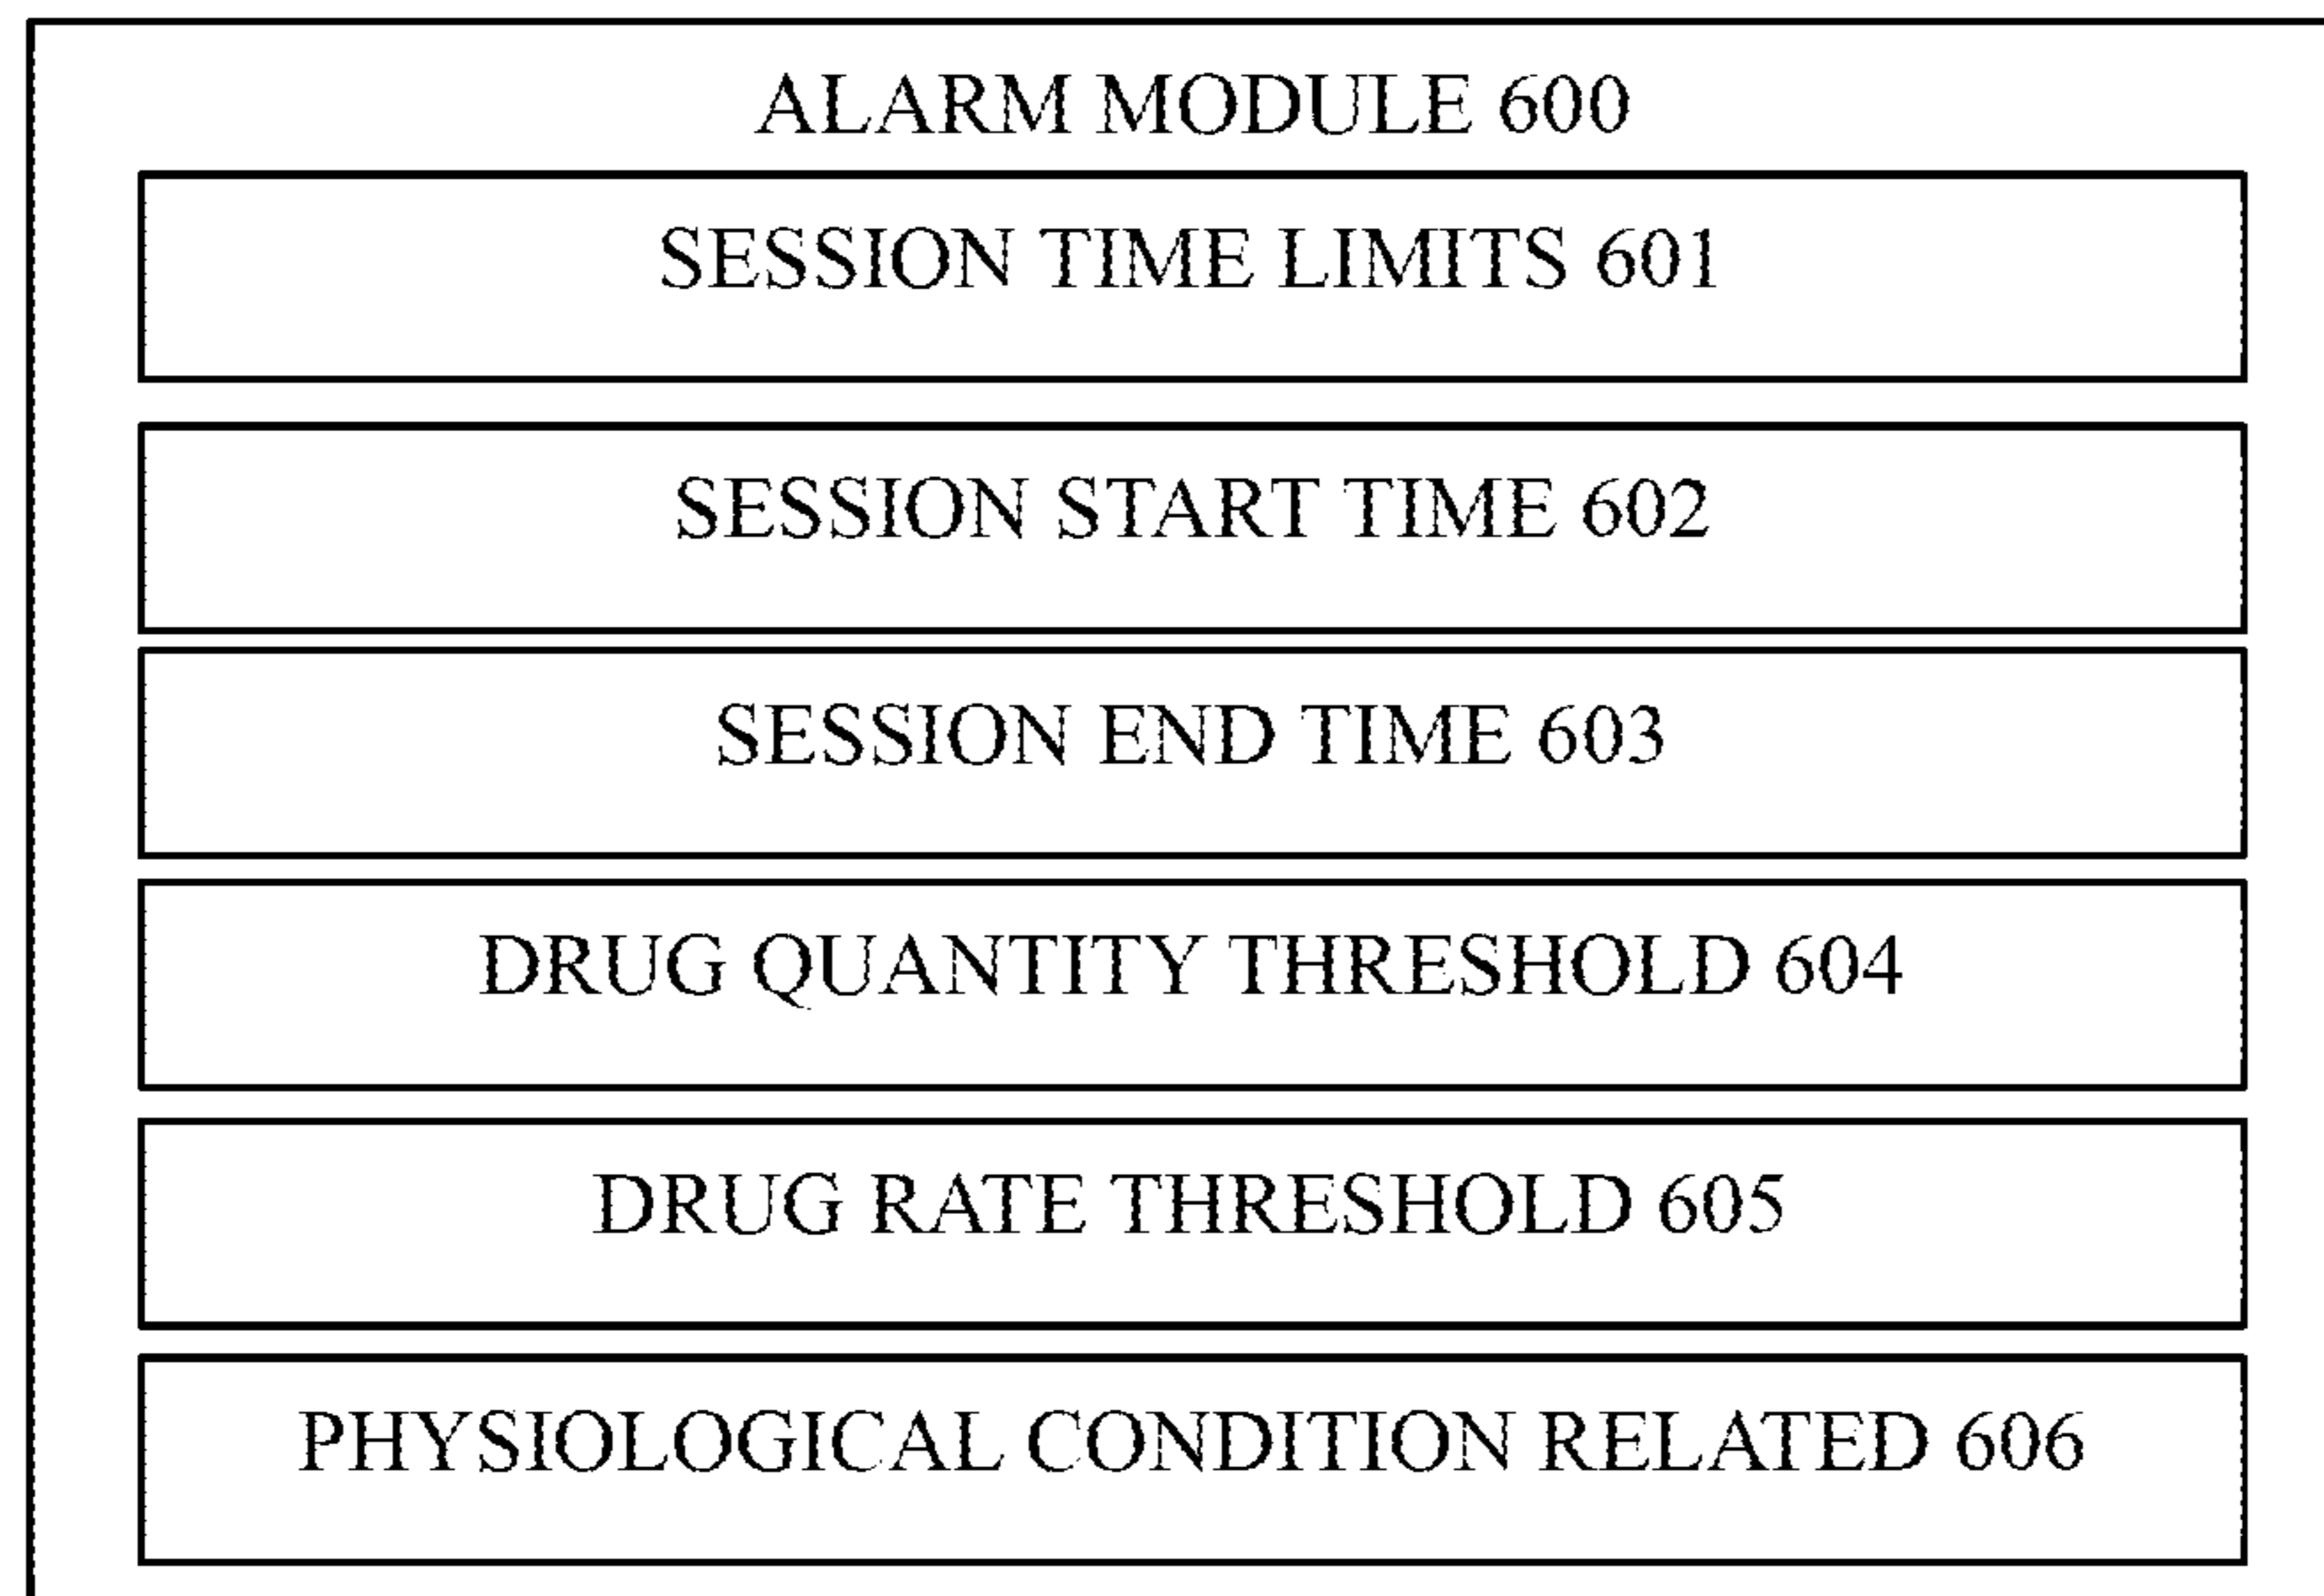 ALARM MODULE 600
SESSION TIME LIMITS 601
SESSION START TIME 602
SESSION END TIME 603
DRUG QUANTITY THRESHOLD 604
DRUG RATE THRESHOLD 605
PHYSIOLOGICAL CONDITION RELATED 606